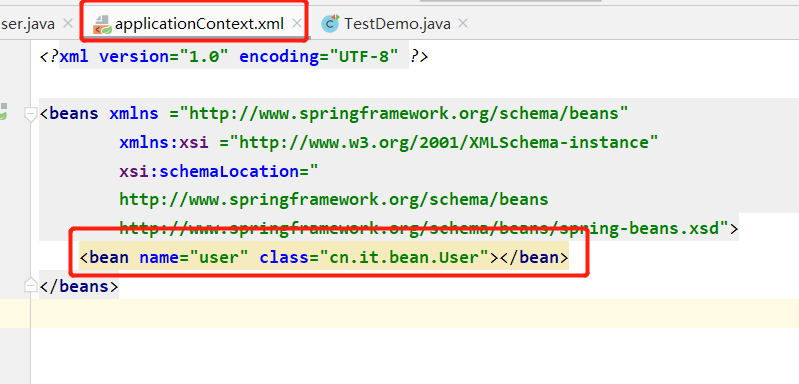 ser.java × applicationContext.xml × TestDemo.java ×
<?xml version="1.0" encoding="UTF-8" ?>
<beans xmlns ="http://www.springframework.org/schema/beans"
xmlns:xsi ="http://www.w3.org/2001/XMLSchema-instance"
xsi:schemaLocation="
http://www.springframework.org/schema/beans
http://www.springframework.org/schema/beans/spring-beans.xsd">
<bean name="user" class="cn.it.bean.User"></bean>
</beans>